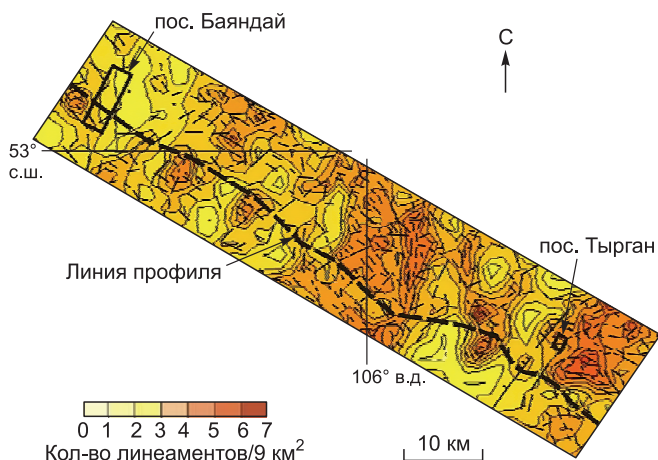 пос. Баяндай
С
53°
с.ш.
пос. Тырган
Линия профиля
106° в.д.
0 1 2 3 4 5 6 7
Кол-во линеаментов/9 км²
10 км